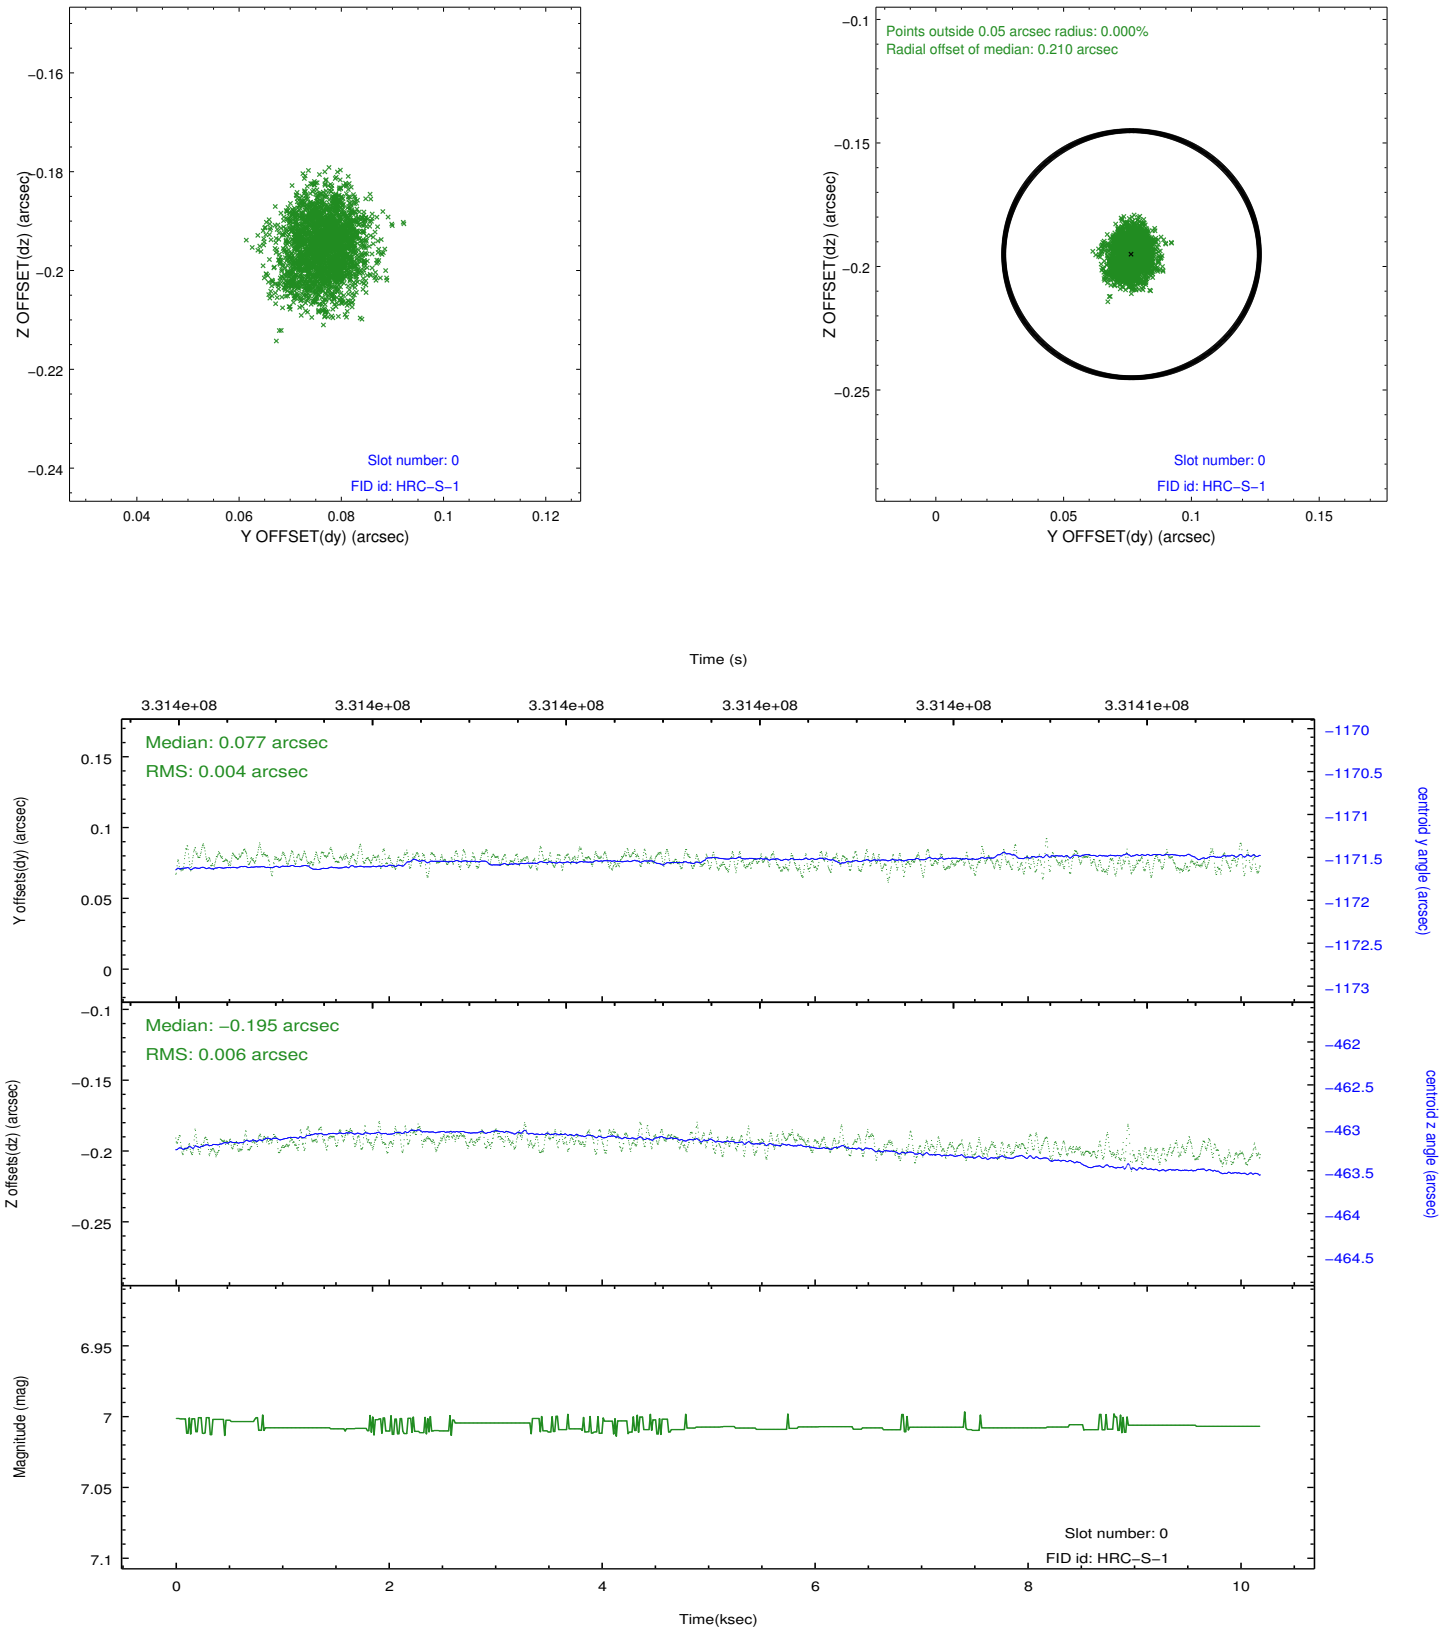 −0.16
−0.18
−0.2
−0.22
−0.24
Z OFFSET(dz) (arcsec)
Slot number: 0
FID id: HRC−S−1
0.04 0.06 0.08 0.1 0.12
Y OFFSET(dy) (arcsec)
Points outside 0.05 arcsec radius: 0.000%
Radial offset of median: 0.210 arcsec
−0.1
−0.15
−0.2
−0.25
Z OFFSET(dz) (arcsec)
Slot number: 0
FID id: HRC−S−1
0 0.05 0.1 0.15
Y OFFSET(dy) (arcsec)
Time (s)
3.314e+08 3.314e+08 3.314e+08 3.314e+08 3.314e+08 3.3141e+08
Median: 0.077 arcsec
RMS: 0.004 arcsec
0.15
0.1
0.05
0
Y offsets(dy) (arcsec)
−1170
−1170.5
−1171
−1171.5
−1172
−1172.5
−1173
centroid y angle (arcsec)
Median: −0.195 arcsec
RMS: 0.006 arcsec
−0.1
−0.15
−0.2
−0.25
Z offsets(dz) (arcsec)
−462
−462.5
−463
−463.5
−464
−464.5
centroid z angle (arcsec)
6.95
7
7.05
7.1
Magnitude (mag)
Slot number: 0
FID id: HRC−S−1
0 2 4 6 8 10
Time(ksec)